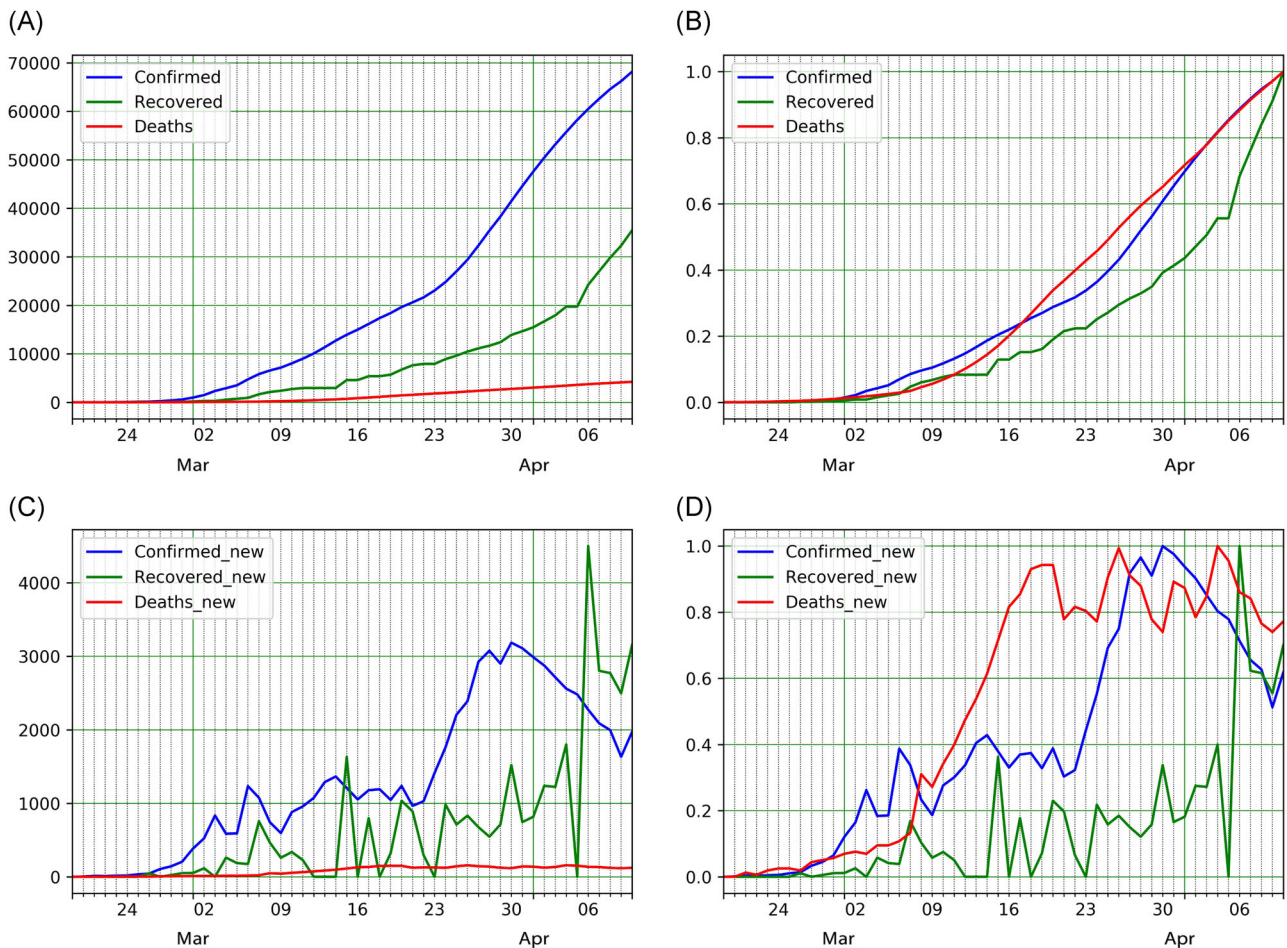 (A)
70000
60000
50000
40000
30000
20000
10000
0
Confirmed
Recovered
Deaths
24 02 09 16 23 30 06
Mar Apr
(B)
1.0
0.8
0.6
0.4
0.2
0.0
Confirmed
Recovered
Deaths
24 02 09 16 23 30 06
Mar Apr
(C)
4000
3000
2000
1000
0
Confirmed_new
Recovered_new
Deaths_new
24 02 09 16 23 30 06
Mar Apr
(D)
1.0
0.8
0.6
0.4
0.2
0.0
Confirmed_new
Recovered_new
Deaths_new
24 02 09 16 23 30 06
Mar Apr